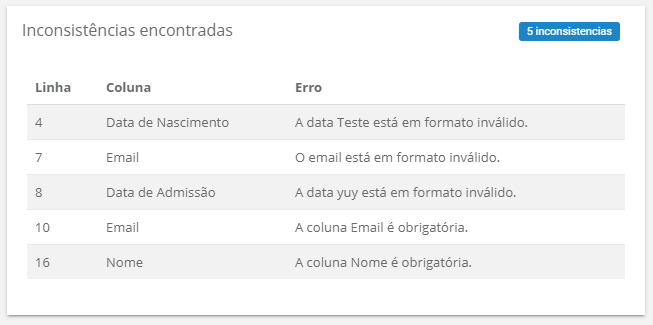 Inconsistências encontradas
5 inconsistencias
Linha Coluna Erro
4 Data de Nascimento A data Teste está em formato inválido.
7 Email O email está em formato inválido.
8 Data de Admissão A data yuy está em formato inválido.
10 Email A coluna Email é obrigatória.
16 Nome A coluna Nome é obrigatória.